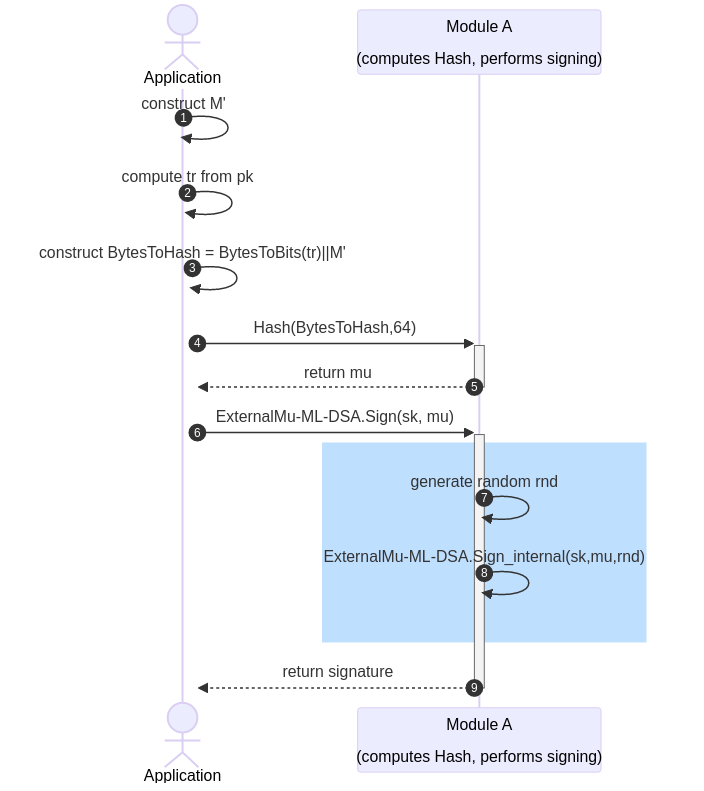 Module A
(computes Hash, performs signing)
Application
construct M'
1
compute tr from pk
2
construct BytesToHash = BytesToBits(tr)||M'
3
Hash(BytesToHash,64)
4
return mu
5
ExternalMu-ML-DSA.Sign(sk, mu)
6
generate random rnd
7
ExternalMu-ML-DSA.Sign_internal(sk,mu,rnd)
8
return signature
9
Module A
(computes Hash, performs signing)
Application